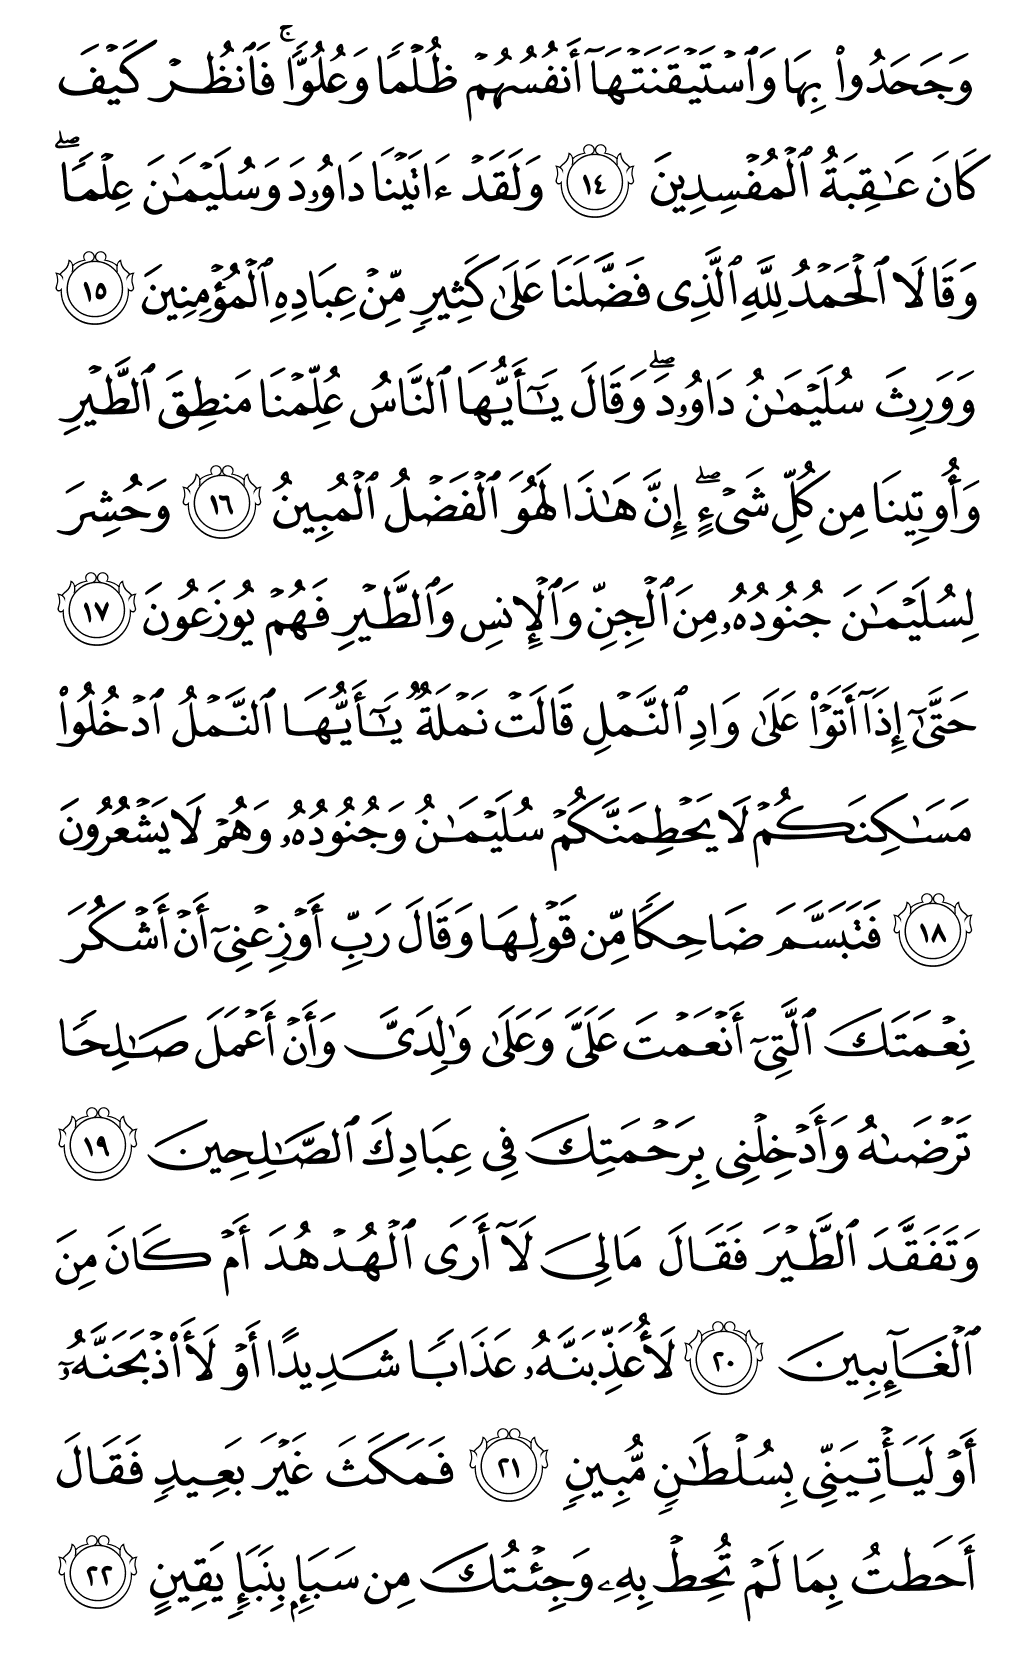 وَجَحَدُوا۟ بِهَا وَٱسْتَيْقَنَتْهَآ أَنفُسُهُمْ ظُلْمًا وَعُلُوًّا ۚ فَٱنظُرْ كَيْفَ
كَانَ عَـٰقِبَةُ ٱلْمُفْسِدِينَ ١٤ وَلَقَدْ ءَاتَيْنَا دَاوُۥدَ وَسُلَيْمَـٰنَ عِلْمًا ۖ
وَقَالَا ٱلْحَمْدُ لِلَّهِ ٱلَّذِى فَضَّلَنَا عَلَىٰ كَثِيرٍ مِّنْ عِبَادِهِ ٱلْمُؤْمِنِينَ ١٥
وَوَرِثَ سُلَيْمَـٰنُ دَاوُۥدَ ۖ وَقَالَ يَـٰٓأَيُّهَا ٱلنَّاسُ عُلِّمْنَا مَنطِقَ ٱلطَّيْرِ
وَأُوتِينَا مِن كُلِّ شَىْءٍ ۖ إِنَّ هَـٰذَا لَهُوَ ٱلْفَضْلُ ٱلْمُبِينُ ١٦ وَحُشِرَ
لِسُلَيْمَـٰنَ جُنُودُهُۥ مِنَ ٱلْجِنِّ وَٱلْإِنسِ وَٱلطَّيْرِ فَهُمْ يُوزَعُونَ ١٧
حَتَّىٰٓ إِذَآ أَتَوْا۟ عَلَىٰ وَادِ ٱلنَّمْلِ قَالَتْ نَمْلَةٌ يَـٰٓأَيُّهَا ٱلنَّمْلُ ٱدْخُلُوا۟
مَسَـٰكِنَكُمْ لَا يَحْطِمَنَّكُمْ سُلَيْمَـٰنُ وَجُنُودُهُۥ وَهُمْ لَا يَشْعُرُونَ
١٨ فَتَبَسَّمَ ضَاحِكًا مِّن قَوْلِهَا وَقَالَ رَبِّ أَوْزِعْنِىٓ أَنْ أَشْكُرَ
نِعْمَتَكَ ٱلَّتِىٓ أَنْعَمْتَ عَلَىَّ وَعَلَىٰ وَٰلِدَىَّ وَأَنْ أَعْمَلَ صَـٰلِحًا
تَرْضَىٰهُ وَأَدْخِلْنِى بِرَحْمَتِكَ فِى عِبَادِكَ ٱلصَّـٰلِحِينَ ١٩
وَتَفَقَّدَ ٱلطَّيْرَ فَقَالَ مَالِىَ لَآ أَرَى ٱلْهُدْهُدَ أَمْ كَانَ مِنَ
ٱلْغَآئِبِينَ ٢٠ لَأُعَذِّبَنَّهُۥ عَذَابًا شَدِيدًا أَوْ لَأَا۟ذْبَحَنَّهُۥٓ
أَوْ لَيَأْتِيَنِّى بِسُلْطَـٰنٍ مُّبِينٍ ٢١ فَمَكَثَ غَيْرَ بَعِيدٍ فَقَالَ
أَحَطتُ بِمَا لَمْ تُحِطْ بِهِۦ وَجِئْتُكَ مِن سَبَإٍۭ بِنَبَإٍ يَقِينٍ ٢٢